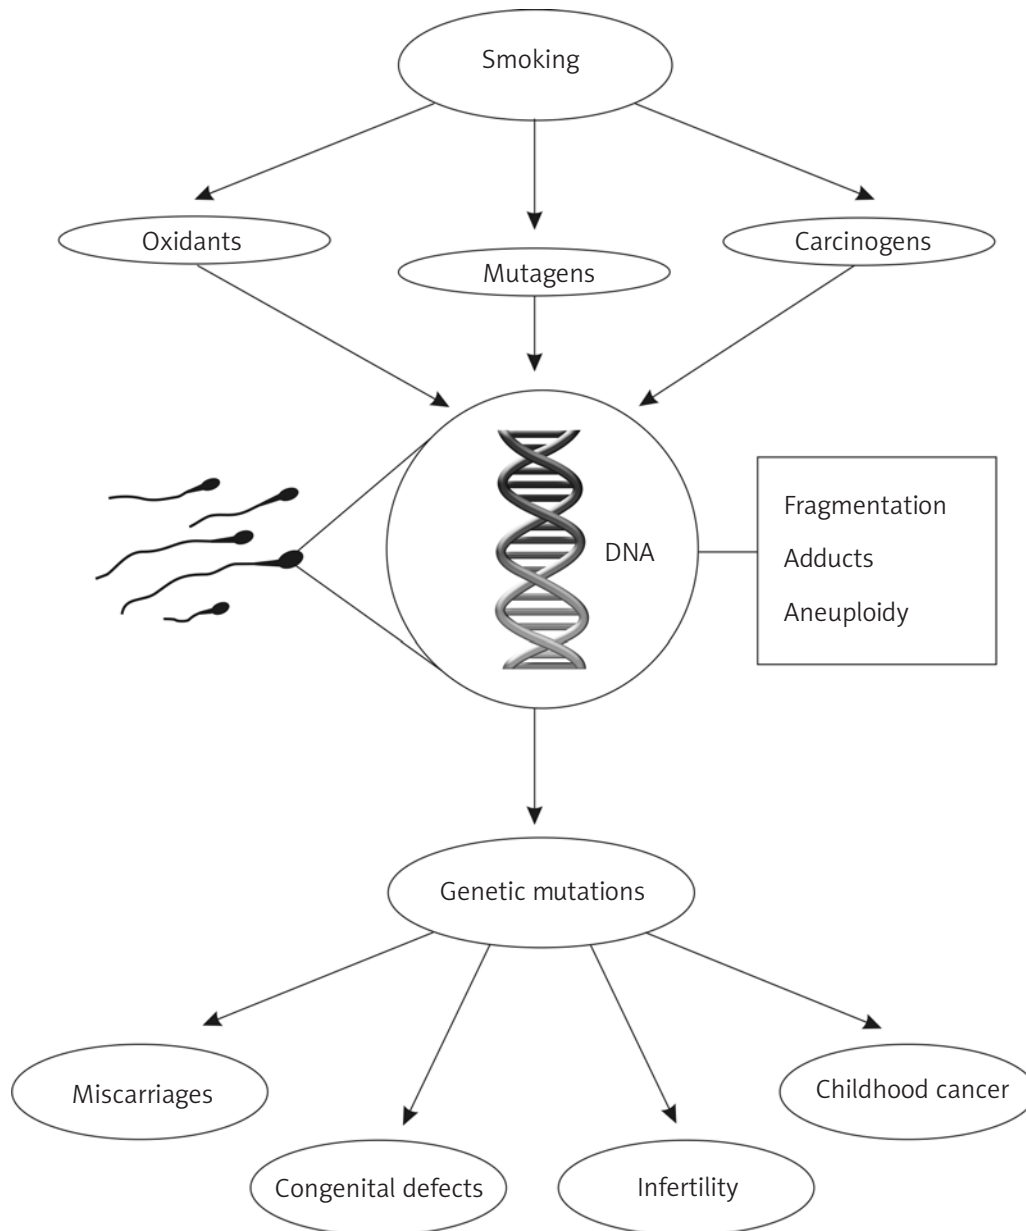 Smoking
Oxidants
Mutagens
Carcinogens
DNA
Fragmentation
Adducts
Aneuploidy
Genetic mutations
Miscarriages
Childhood cancer
Congenital defects
Infertility